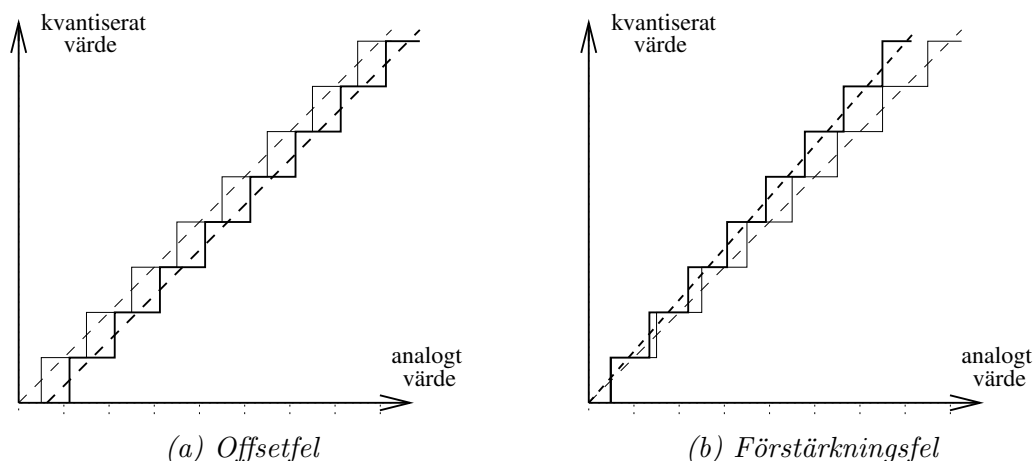 kvantiserat
värde
analogt
värde
(a) Offsetfel
kvantiserat
värde
analogt
värde
(b) Förstärkningsfel